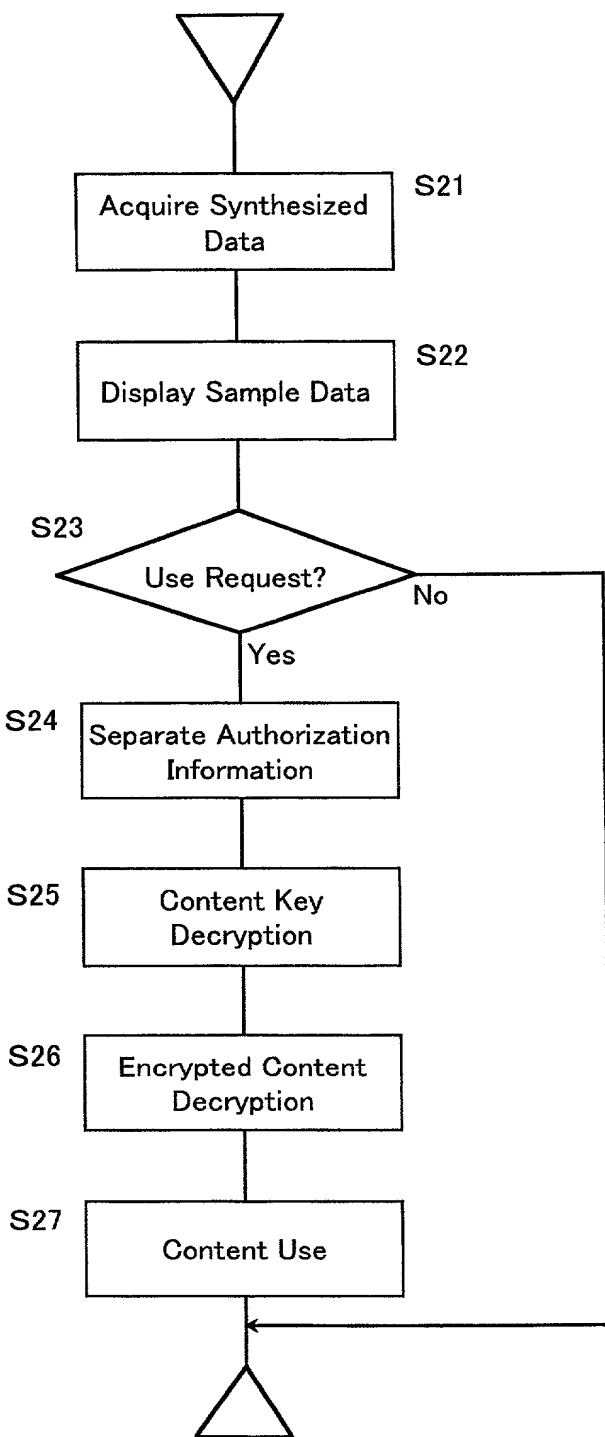 S21
Acquire Synthesized
Data
S22
Display Sample Data
S23
Use Request?
No
Yes
S24
Separate Authorization
Information
S25
Content Key
Decryption
S26
Encrypted Content
Decryption
S27
Content Use